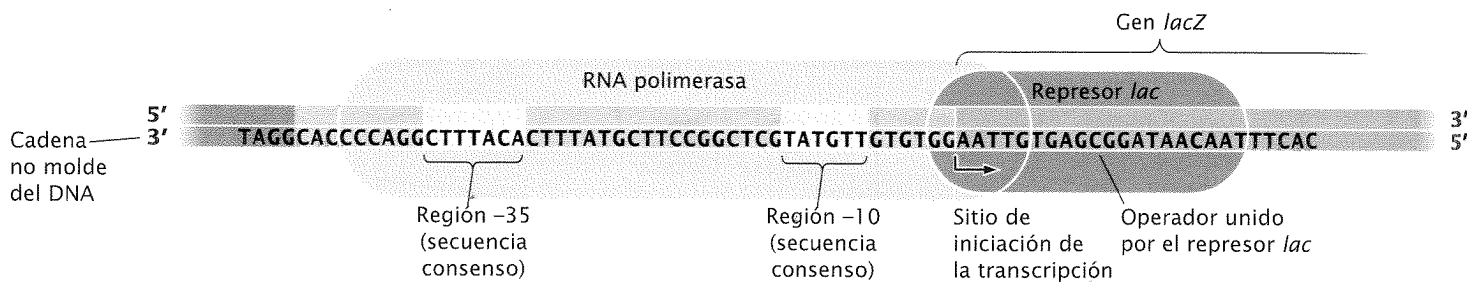 Gen lacZ
RNA polimerasa
Represor lac
5′
3′
Cadena
no molde
del DNA
3′
5′
TAGGCACCCCAGGCTTTACACTTTATGCTTCCGGCTCGTATGTTGTGTGGAATTGTGAGCGGATAACAATTTCAC
Región –35
(secuencia
consenso)
Región –10
(secuencia
consenso)
Sitio de
iniciación de
la transcripción
Operador unido
por el represor lac